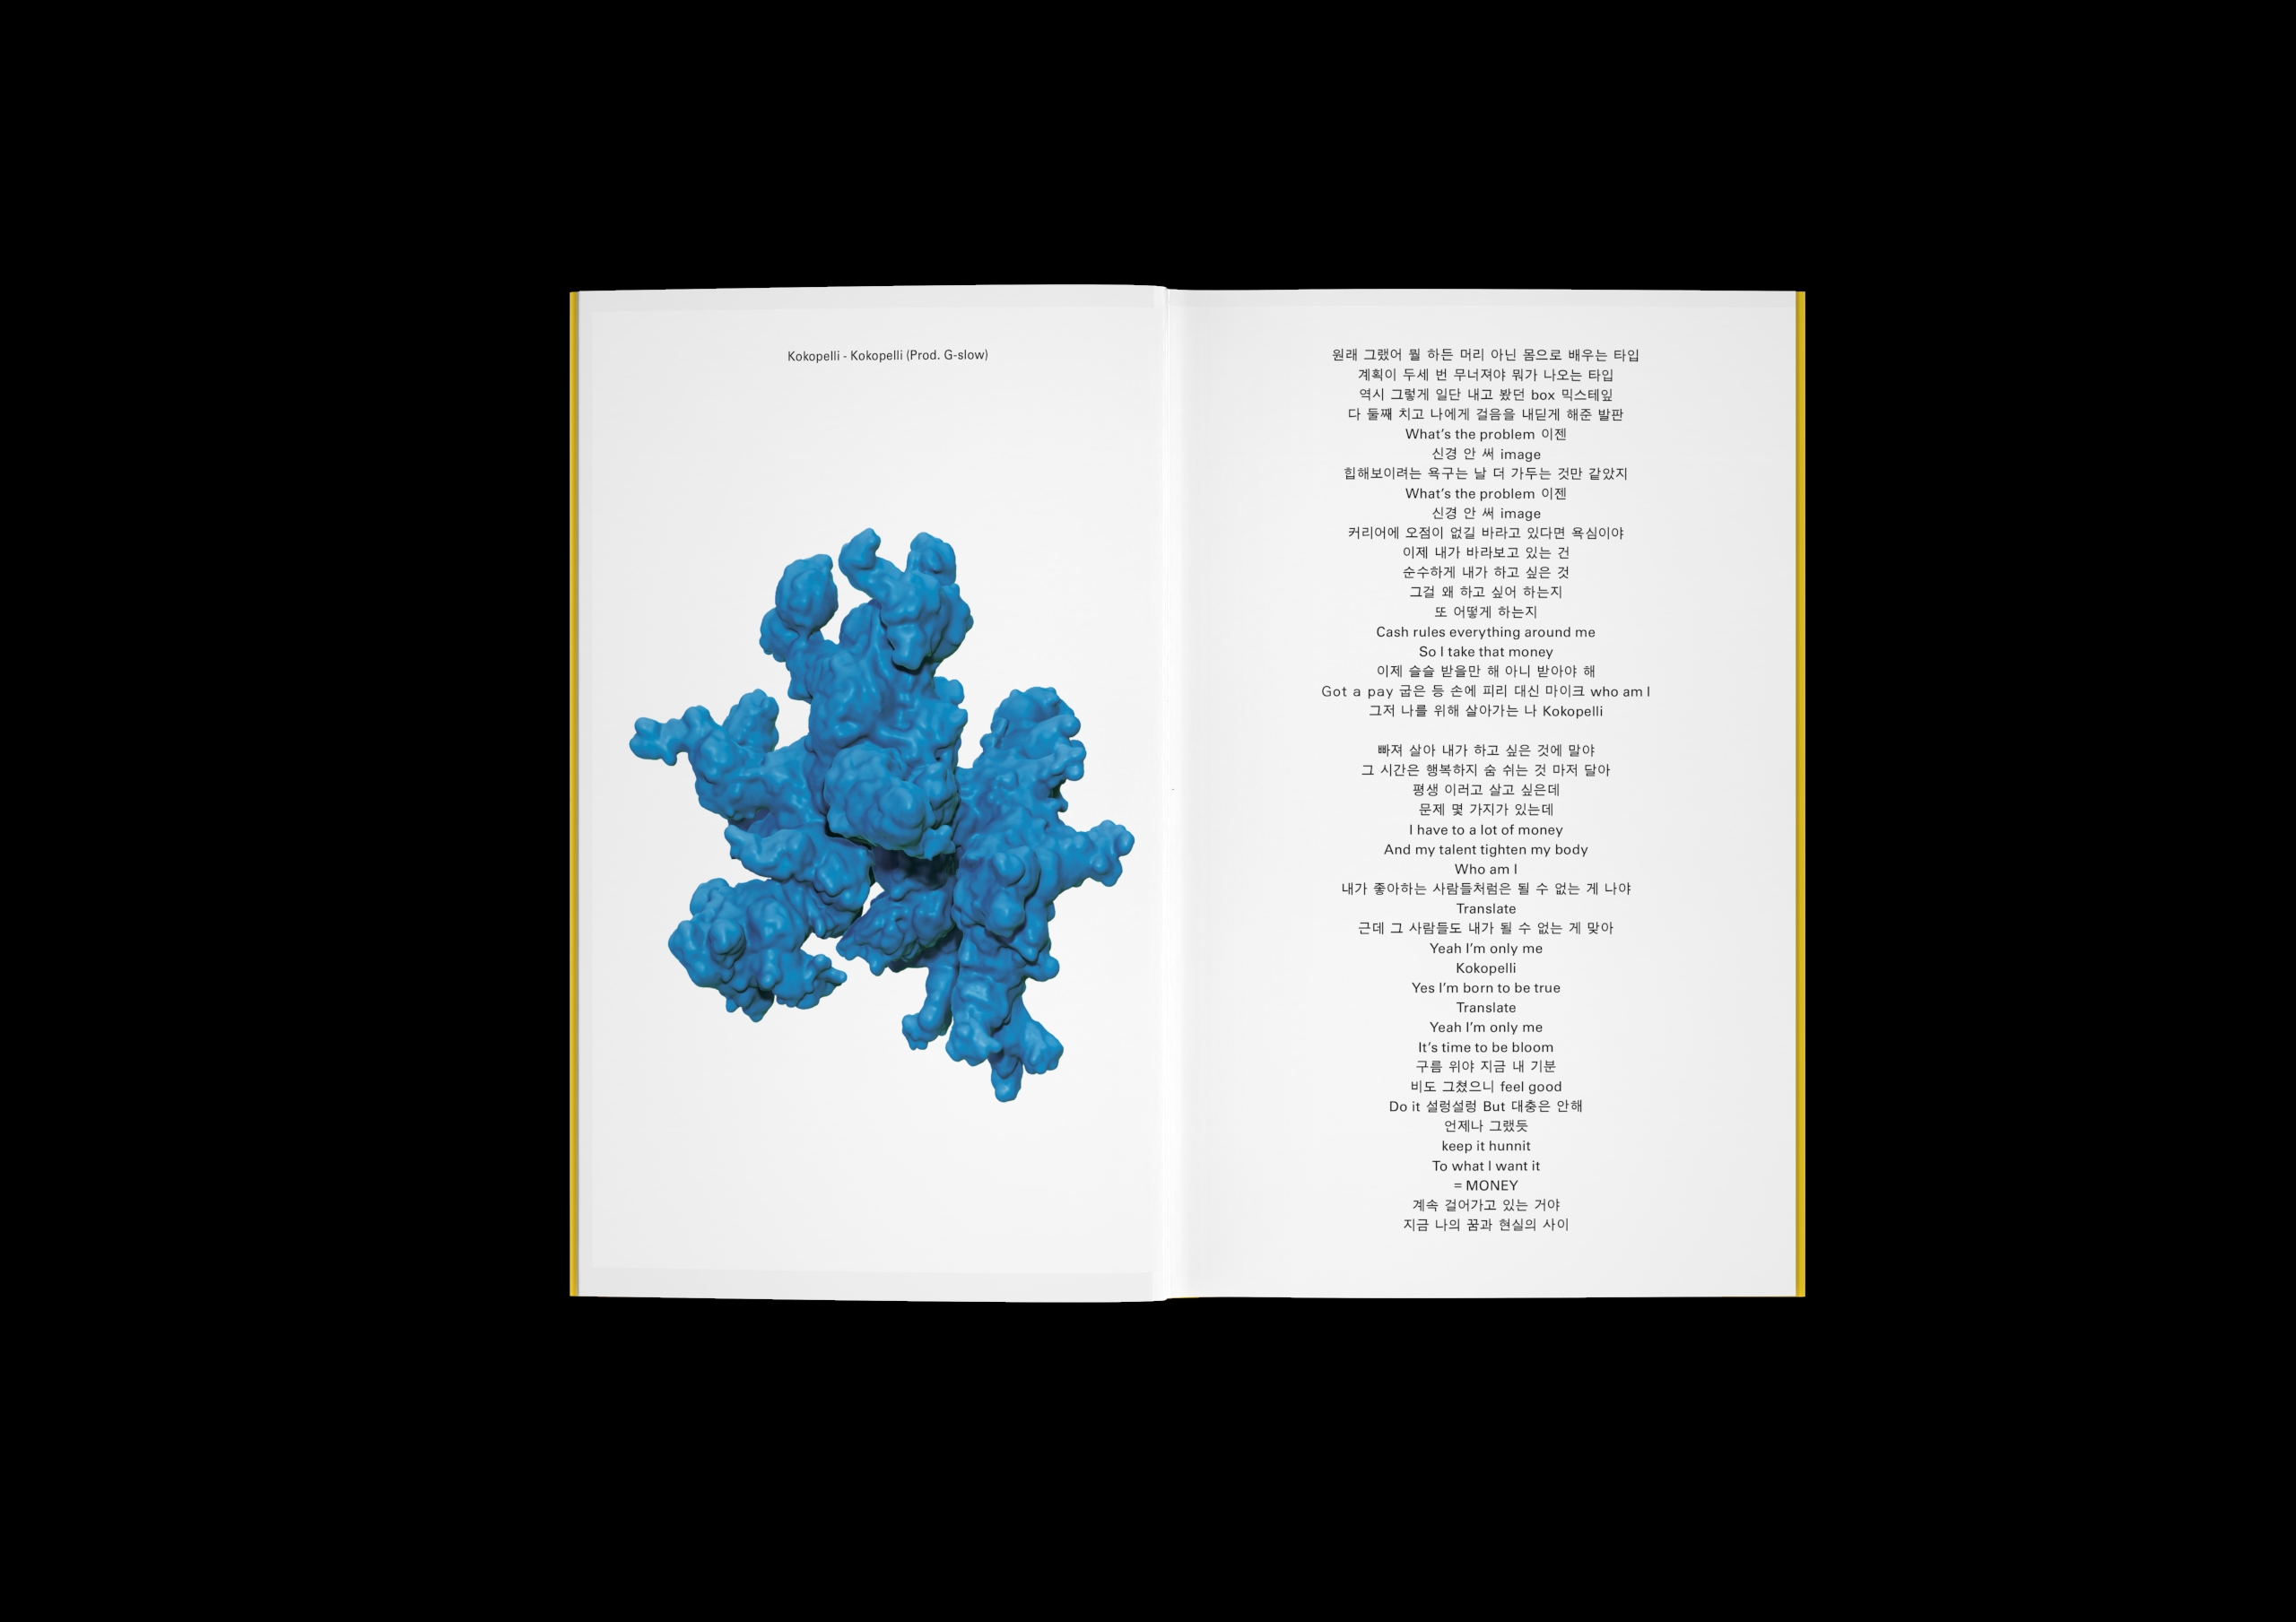 Kokopelli - Kokopelli (Prod. G-slow)
원래 그랬어 뭘 하든 머리 아닌 몸으로 배우는 타입
계획이 두세 번 무너져야 뭐가 나오는 타입
역시 그렇게 일단 내고 봤던 box 믹스테잎
다 둘째 치고 나에게 걸음을 내딛게 해준 발판
What's the problem 이젠
신경 안 써 image
힙해보이려는 욕구는 날 더 가두는 것만 같았지
What's the problem 이젠
신경 안 써 image
커리어에 오점이 없길 바라고 있다면 욕심이야
이제 내가 바라보고 있는 건
순수하게 내가 하고 싶은 것
그걸 왜 하고 싶어 하는지
또 어떻게 하는지
Cash rules everything around me
So I take that money
이제 슬슬 받을만 해 아니 받아야 해
Got a pay 굽은 등 손에 피리 대신 마이크 who am I
그저 나를 위해 살아가는 나 Kokopelli
빠져 살아 내가 하고 싶은 것에 말야
그 시간은 행복하지 숨 쉬는 것 마저 달아
평생 이러고 살고 싶은데
문제 몇 가지가 있는데
I have to a lot of money
And my talent tighten my body
Who am I
내가 좋아하는 사람들처럼은 될 수 없는 게 나야
Translate
근데 그 사람들도 내가 될 수 없는 게 맞아
Yeah I'm only me
Kokopelli
Yes I'm born to be true
Translate
Yeah I'm only me
It's time to be bloom
구름 위야 지금 내 기분
비도 그쳤으니 feel good
Do it 설렁설렁 But 대충은 안해
언제나 그랬듯
keep it hunnit
To what I want it
= MONEY
계속 걸어가고 있는 거야
지금 나의 꿈과 현실의 사이